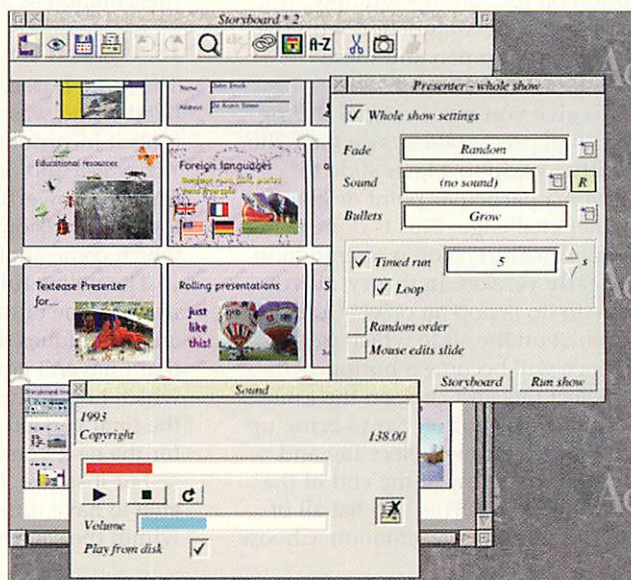 Storyboard * 2
A-Z
Name John Smith
Address
Educational resources
Foreign languages
Textease Presenter
for...
Rolling presentations
just
like
this!
Presenter - whole show
Whole show settings
Fade Random
Sound (no sound) R
Bullets Grow
Timed run 5 s
Loop
Random order
Mouse edits slide
Storyboard Run show
Sound
1993
Copyright 138.00
Volume
Play from disk